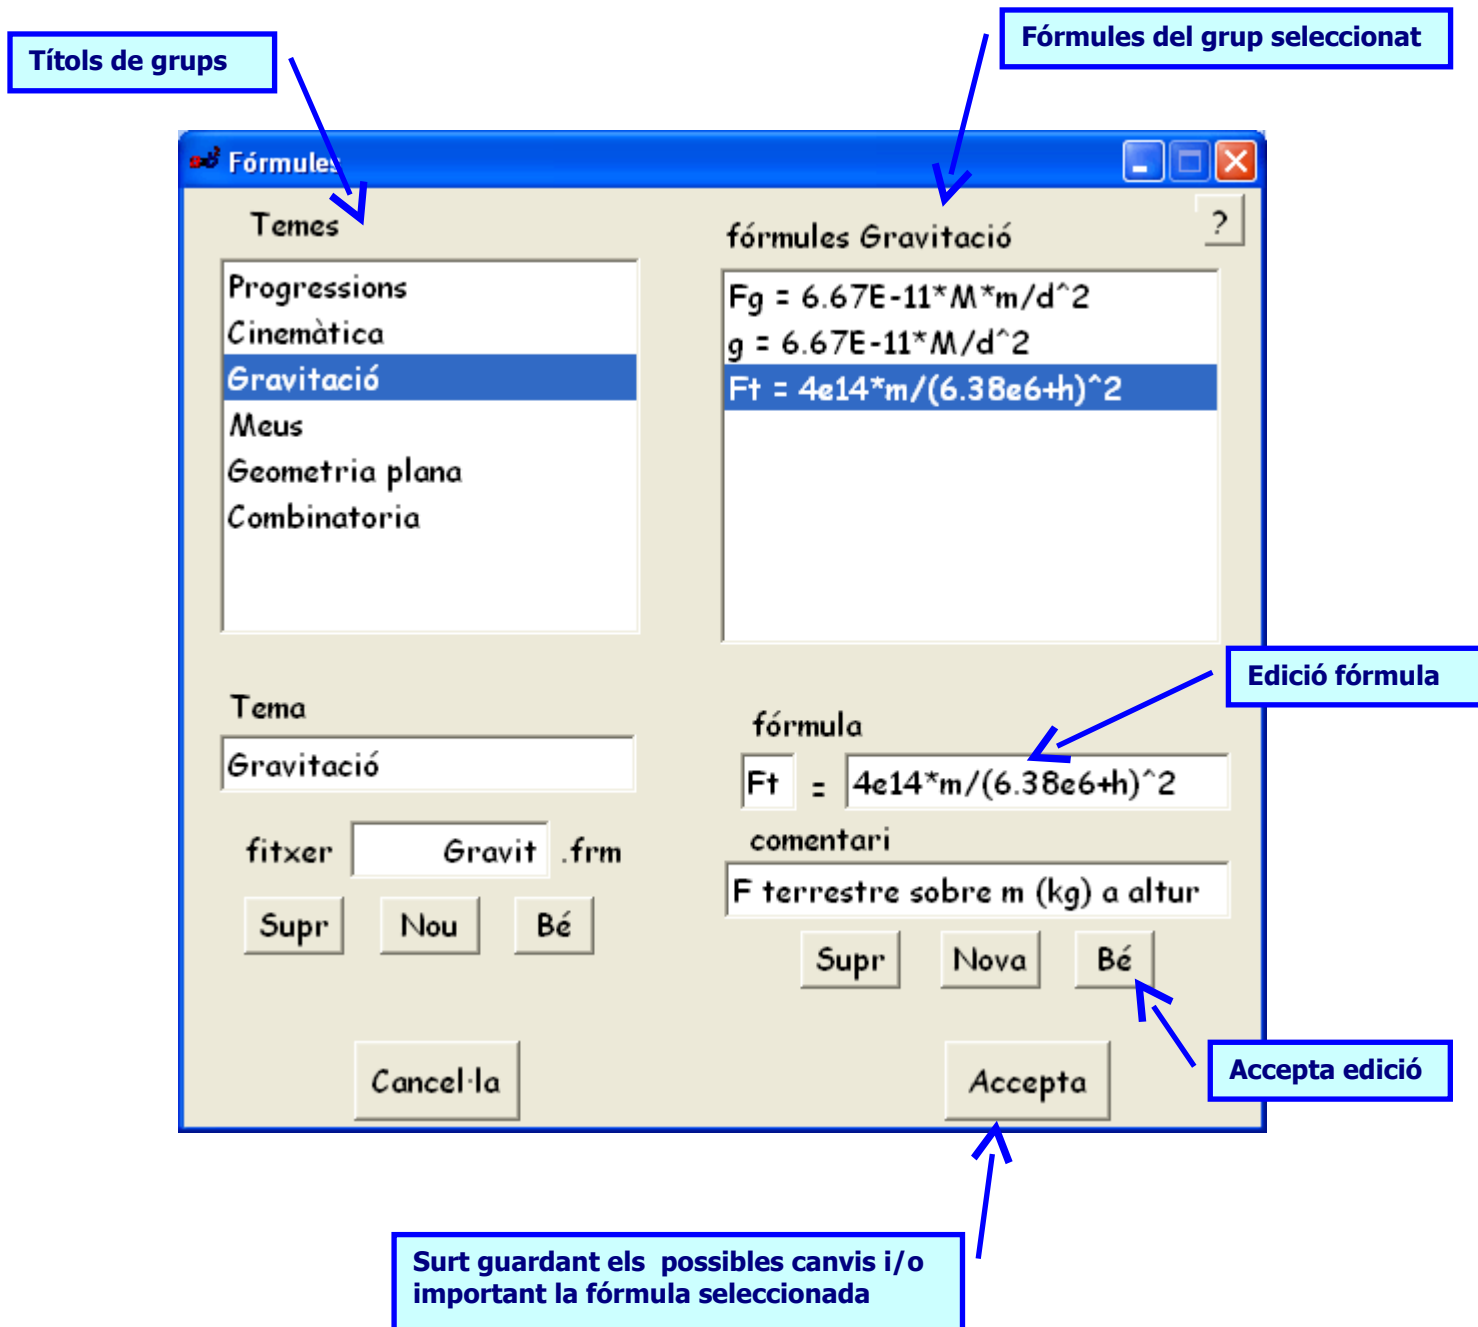 Títols de grups
Fórmules del grup seleccionat
Fórmules
Temes
?
Progressions
Cinemàtica
Gravitació
Meus
Geometria plana
Combinatoria
fórmules Gravitació
Fg = 6.67E-11*M*m/d^2
g = 6.67E-11*M/d^2
Ft = 4e14*m/(6.38e6+h)^2
Edició fórmula
Tema
Gravitació
fitxer Gravit .frm
Supr Nou Bé
fórmula
Ft = 4e14*m/(6.38e6+h)^2
comentari
F terrestre sobre m (kg) a altur
Supr Nova Bé
Accepta edició
Cancel·la
Accepta
Surt guardant els possibles canvis i/o
important la fórmula seleccionada